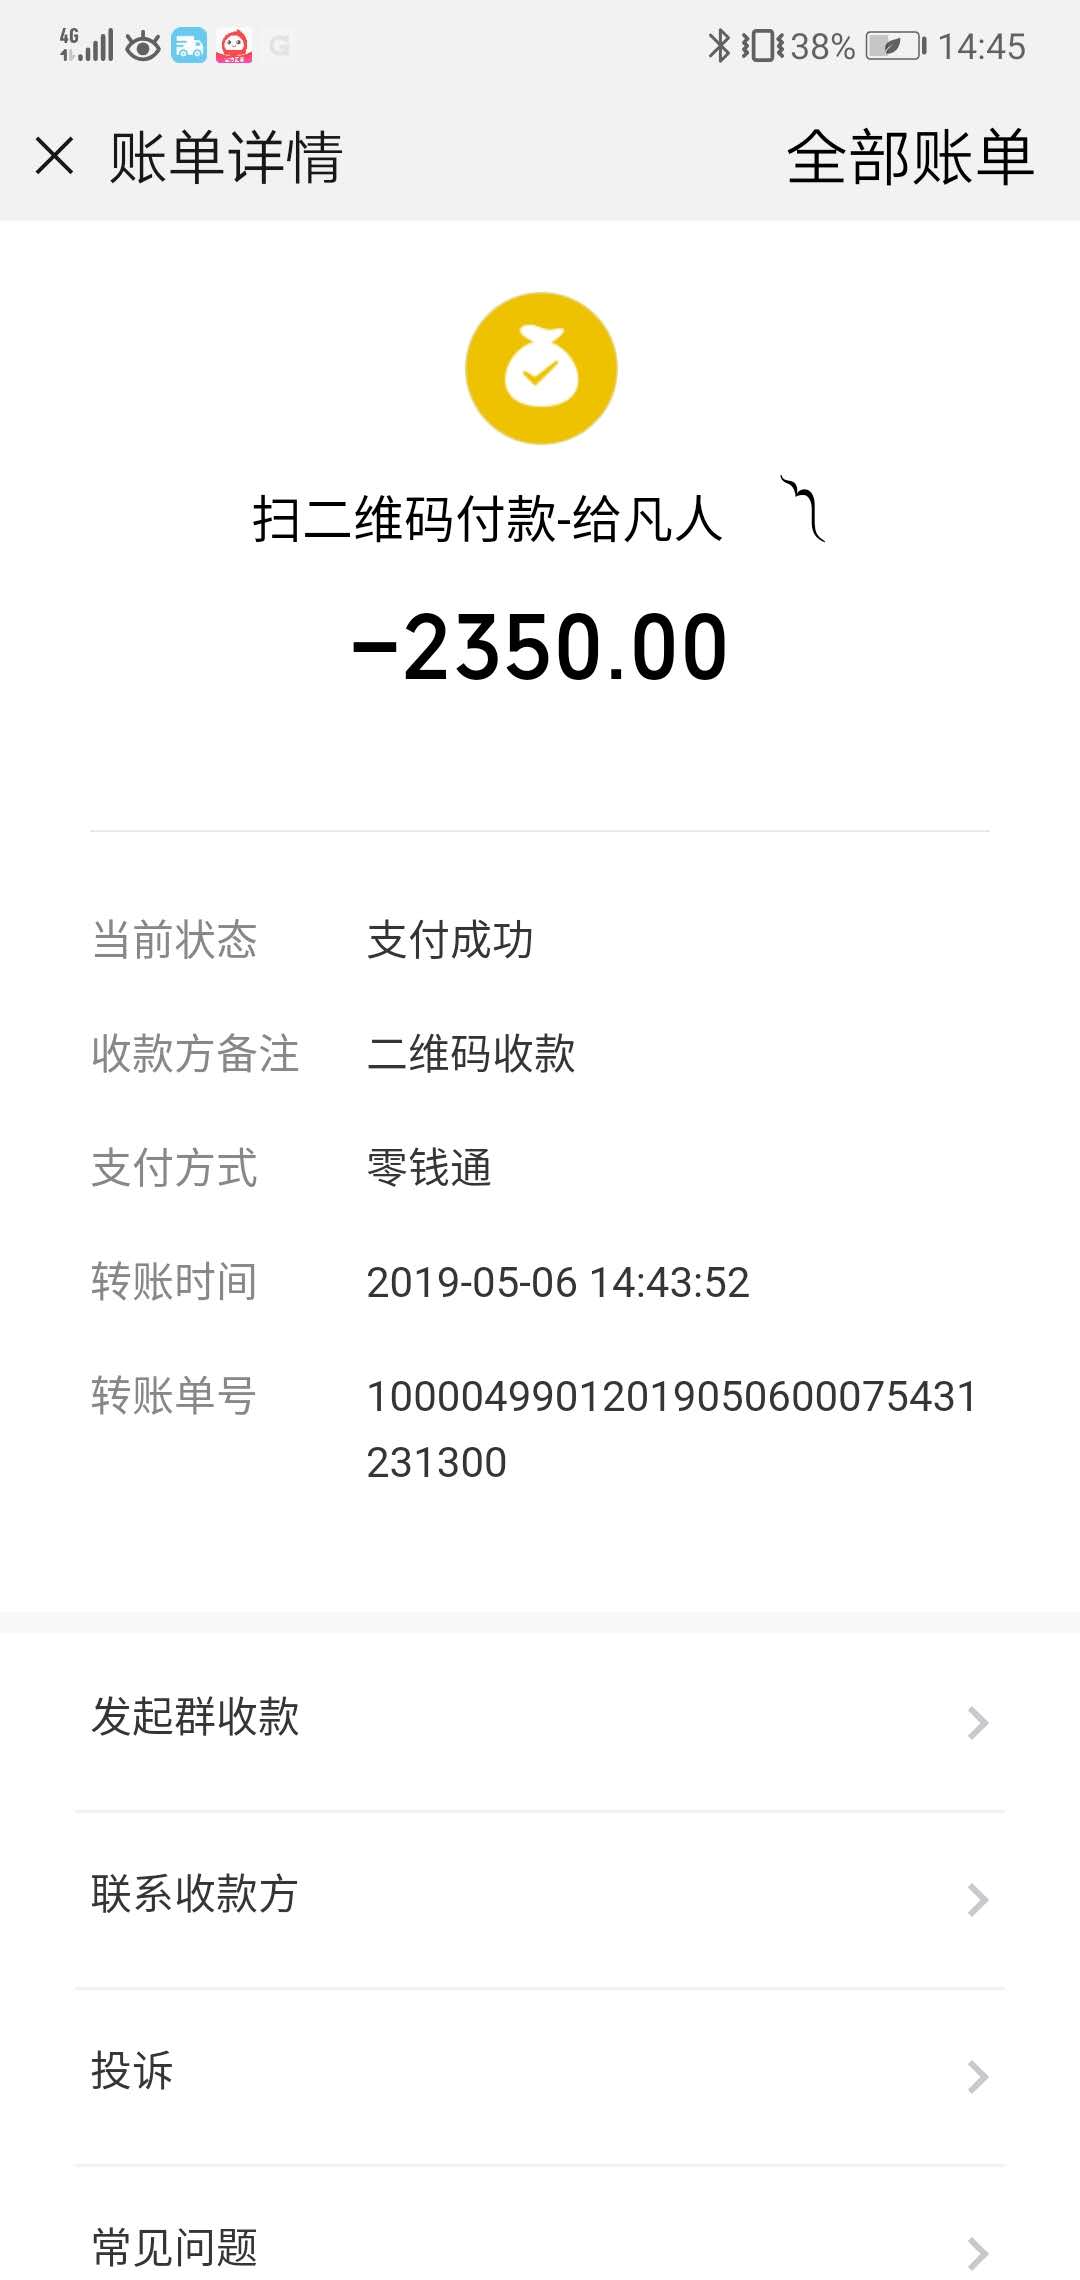 4G
38% 14:45
账单详情 全部账单
扫二维码付款-给凡人
-2350.00
当前状态 支付成功
收款方备注 二维码收款
支付方式 零钱通
转账时间 2019-05-06 14:43:52
转账单号 10000499012019050600075431
231300
发起群收款
联系收款方
投诉
常见问题